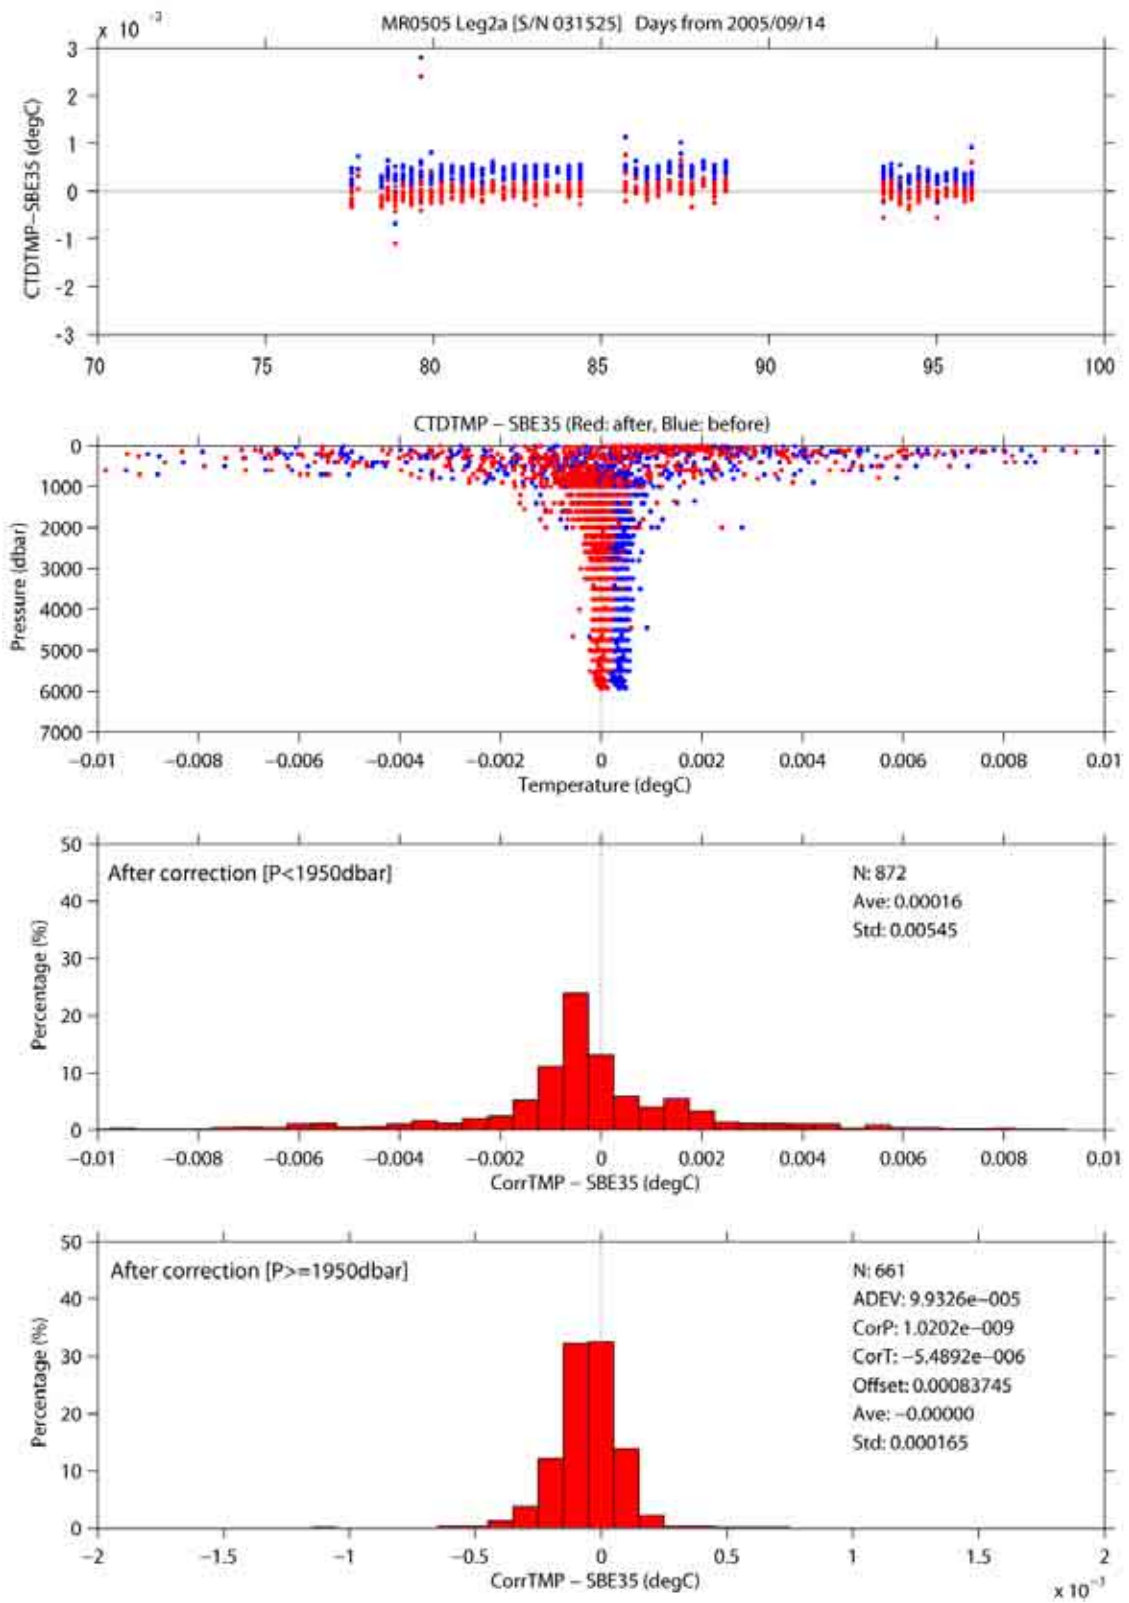 x 10⁻³
MR0505 Leg2a [S/N 031525] Days from 2005/09/14
CTDTMP−SBE35 (degC)
3
2
1
0
-1
-2
-3
70 75 80 85 90 95 100
CTDTMP − SBE35 (Red: after, Blue: before)
Pressure (dbar)
0
1000
2000
3000
4000
5000
6000
7000
−0.01 −0.008 −0.006 −0.004 −0.002 0 0.002 0.004 0.006 0.008 0.01
Temperature (degC)
After correction [P<1950dbar]
N: 872
Ave: 0.00016
Std: 0.00545
Percentage (%)
50
40
30
20
10
0
−0.01 −0.008 −0.006 −0.004 −0.002 0 0.002 0.004 0.006 0.008 0.01
CorrTMP − SBE35 (degC)
After correction [P>=1950dbar]
N: 661
ADEV: 9.9326e−005
CorP: 1.0202e−009
CorT: −5.4892e−006
Offset: 0.00083745
Ave: −0.00000
Std: 0.000165
Percentage (%)
50
40
30
20
10
0
−2 −1.5 −1 −0.5 0 0.5 1 1.5 2
CorrTMP − SBE35 (degC)
x 10⁻³